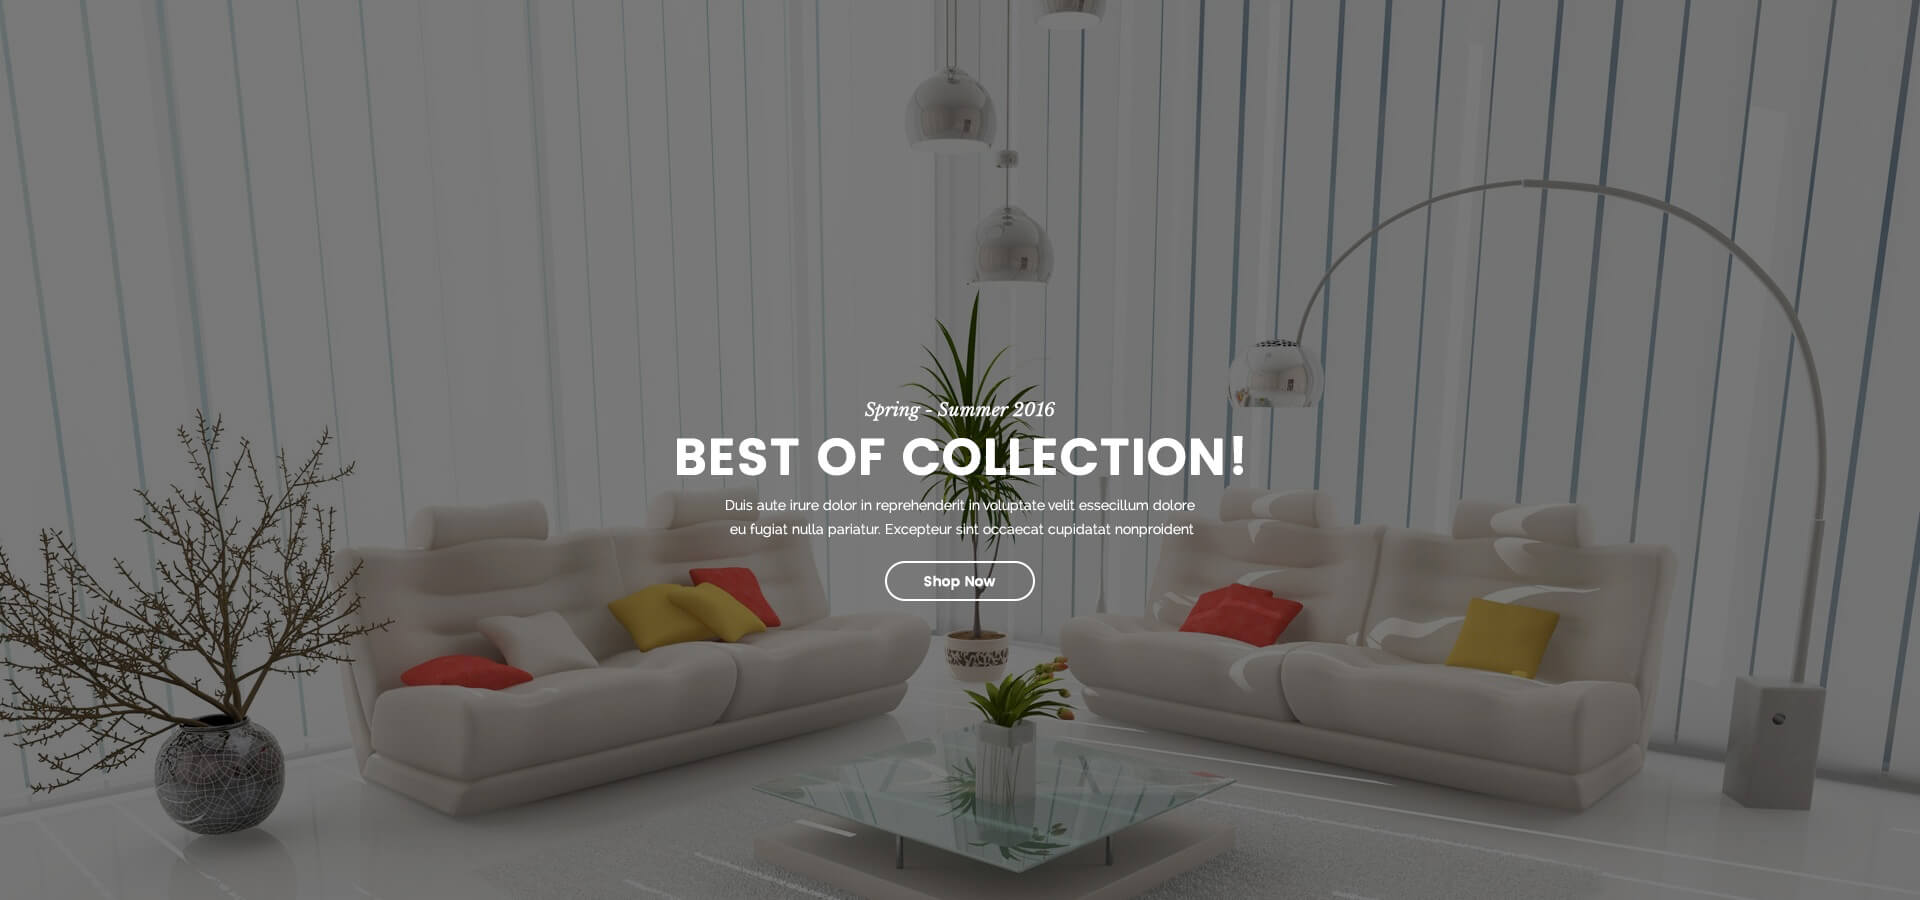 Spring - Summer 2016
BEST OF COLLECTION!
Duis aute irure dolor in reprehenderit in voluptate velit essecillum dolore
eu fugiat nulla pariatur. Excepteur sint occaecat cupidatat nonproident
Shop Now